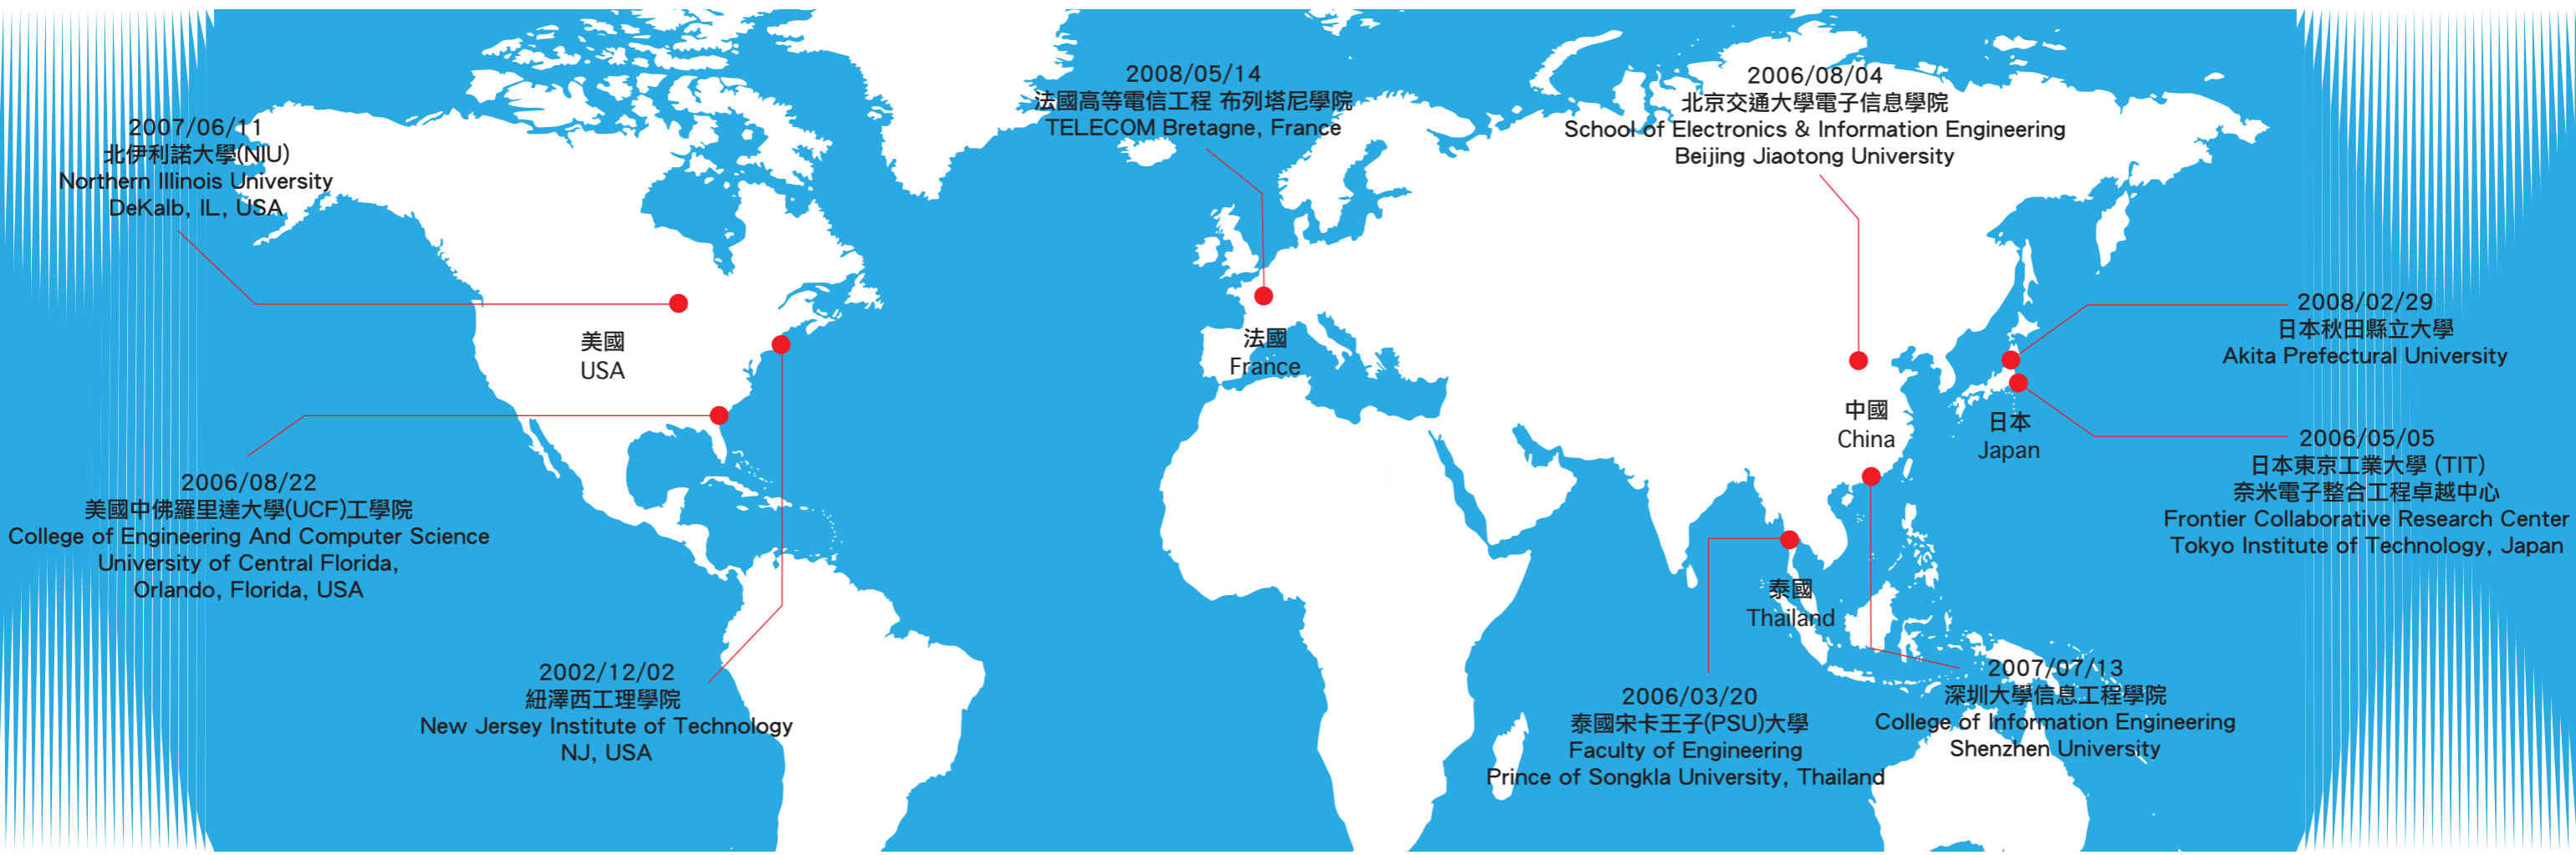 2007/06/11
北伊利諾大學(NIU)
Northern Illinois University
DeKalb, IL, USA
2008/05/14
法國高等電信工程 布列塔尼學院
TELECOM Bretagne, France
2006/08/04
北京交通大學電子信息學院
School of Electronics & Information Engineering
Beijing Jiaotong University
美國
USA
法國
France
中國
China
日本
Japan
泰國
Thailand
2008/02/29
日本秋田縣立大學
Akita Prefectural University
2006/05/05
日本東京工業大學 (TIT)
奈米電子整合工程卓越中心
Frontier Collaborative Research Center
Tokyo Institute of Technology, Japan
2006/08/22
美國中佛羅里達大學(UCF)工學院
College of Engineering And Computer Science
University of Central Florida,
Orlando, Florida, USA
2002/12/02
紐澤西工理學院
New Jersey Institute of Technology
NJ, USA
2006/03/20
泰國宋卡王子(PSU)大學
Faculty of Engineering
Prince of Songkla University, Thailand
2007/07/13
深圳大學信息工程學院
College of Information Engineering
Shenzhen University